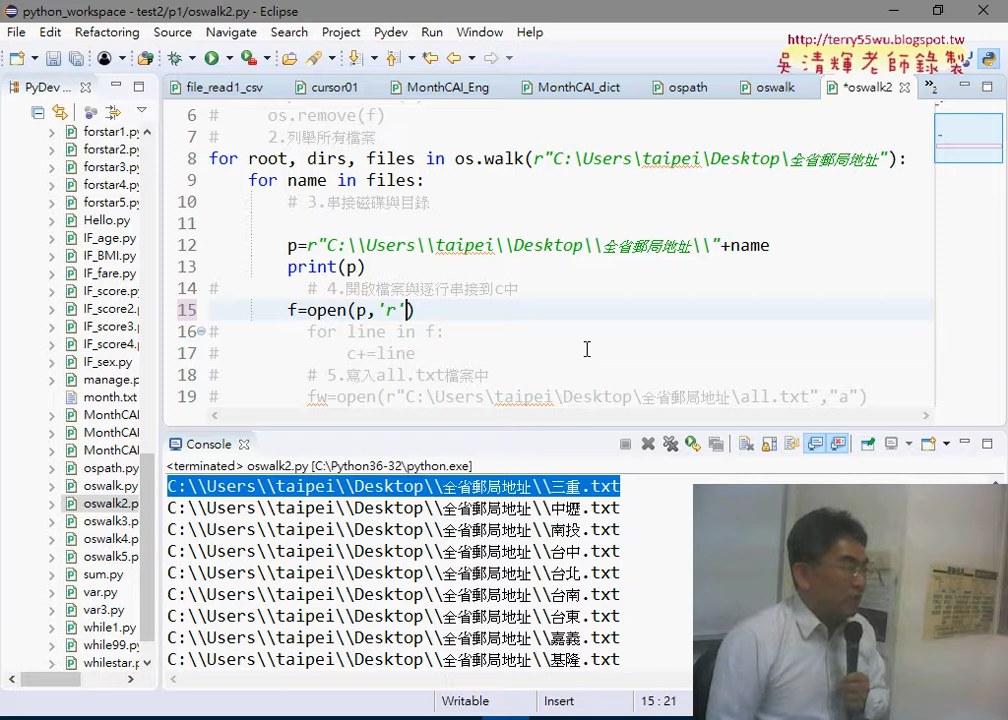 python_workspace - test2/p1/oswalk2.py - Eclipse
File Edit Refactoring Source Navigate Search Project Pydev Run Window Help
http://terry55wu.blogspot.tw
吳清輝老師錄製
PyDev ...
file_read1_csv cursor01 MonthCAI_Eng MonthCAI_dict ospath oswalk *oswalk2 2
forstar1.py
forstar2.py
forstar3.py
forstar4.py
forstar5.py
Hello.py
IF_age.py
IF_BMI.py
IF_fare.py
IF_score.py
IF_score2.p
IF_score3.p
IF_score4.p
IF_sex.py
manage.p
month.txt
MonthCAI
MonthCAI
MonthCAI
ospath.py
oswalk.py
oswalk2.p
oswalk3.p
oswalk4.p
oswalk5.p
sum.py
var.py
var3.py
while1.py
while99.py
whilestar.p
6 # os.remove(f)
7 # 2.列舉所有檔案
8 for root, dirs, files in os.walk(r"C:\Users\taipei\Desktop\全省郵局地址"):
9 for name in files:
10 # 3.串接磁碟與目錄
11
12 p=r"C:\\Users\\taipei\\Desktop\\全省郵局地址\\"+name
13 print(p)
14 # # 4.開啟檔案與逐行串接到c中
15 f=open(p,'r')
16 # for line in f:
17 # c+=line
18 # # 5.寫入all.txt檔案中
19 # fw=open(r"C:\Users\taipei\Desktop\全省郵局地址\all.txt","a")
Console
<terminated> oswalk2.py [C:\Python36-32\python.exe]
C:\\Users\\taipei\\Desktop\\全省郵局地址\\三重.txt
C:\\Users\\taipei\\Desktop\\全省郵局地址\\中壢.txt
C:\\Users\\taipei\\Desktop\\全省郵局地址\\南投.txt
C:\\Users\\taipei\\Desktop\\全省郵局地址\\台中.txt
C:\\Users\\taipei\\Desktop\\全省郵局地址\\台北.txt
C:\\Users\\taipei\\Desktop\\全省郵局地址\\台南.txt
C:\\Users\\taipei\\Desktop\\全省郵局地址\\台東.txt
C:\\Users\\taipei\\Desktop\\全省郵局地址\\嘉義.txt
C:\\Users\\taipei\\Desktop\\全省郵局地址\\基隆.txt
Writable Insert 15 : 21